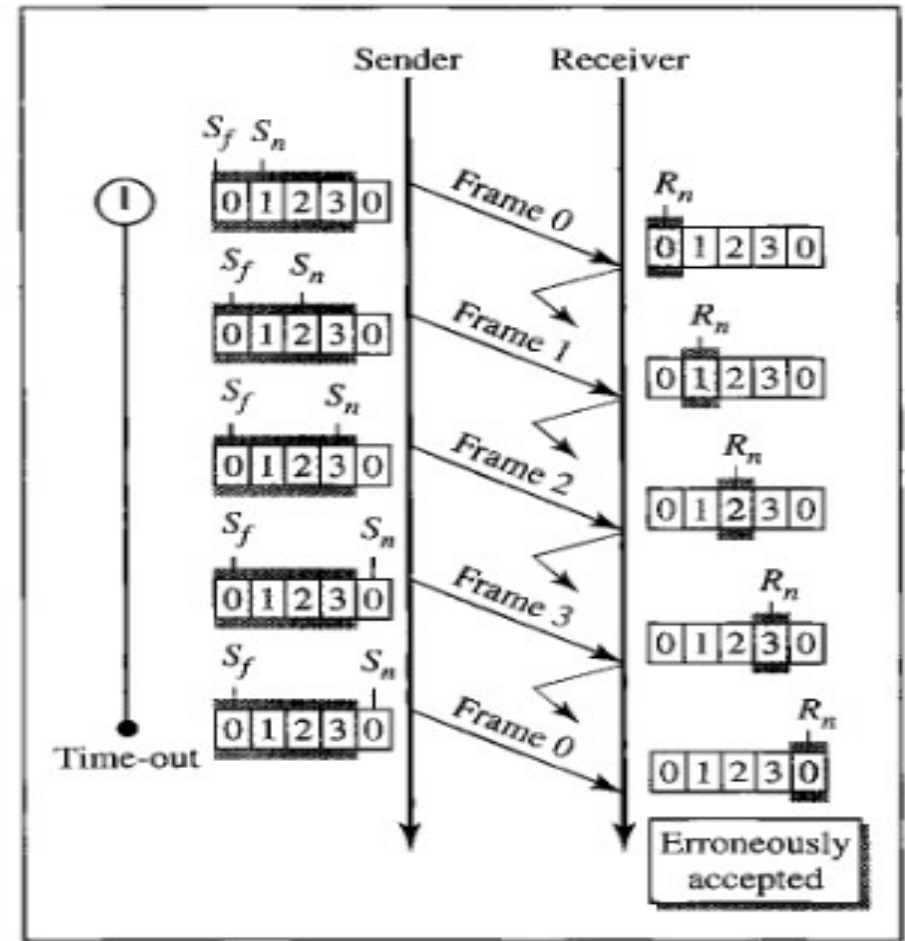 Sender Receiver
S_f S_n
1
0 1 2 3 0
Frame 0
R_n
0 1 2 3 0
S_f S_n
0 1 2 3 0
Frame 1
R_n
0 1 2 3 0
S_f S_n
0 1 2 3 0
Frame 2
R_n
0 1 2 3 0
S_f S_n
0 1 2 3 0
Frame 3
R_n
0 1 2 3 0
S_f S_n
0 1 2 3 0
Time-out
Frame 0
R_n
0 1 2 3 0
Erroneously
accepted